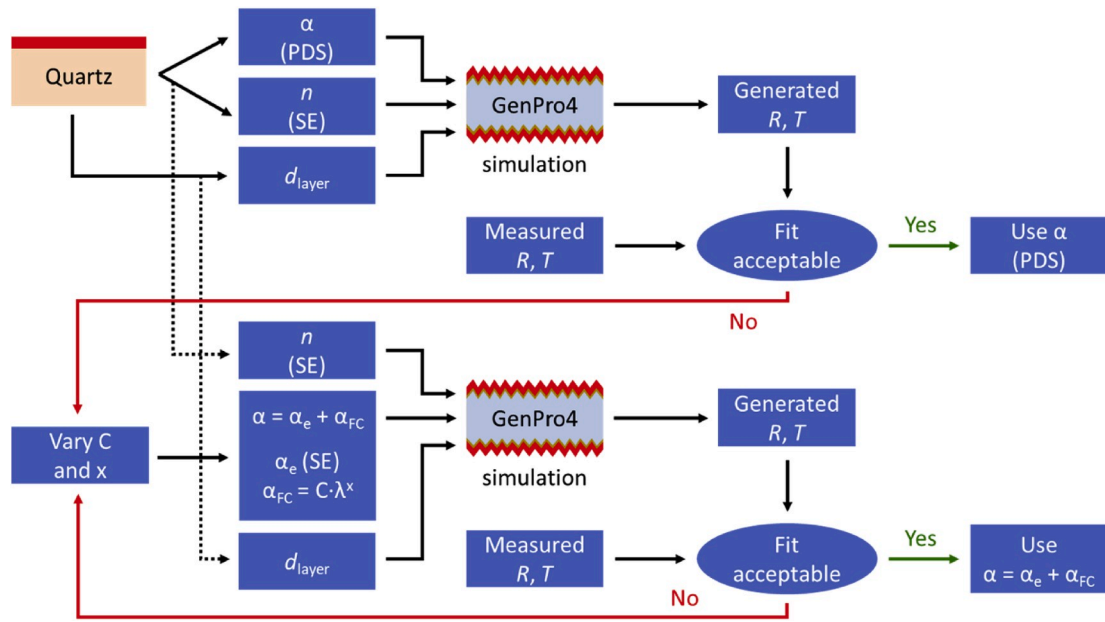 Quartz
α
(PDS)
n
(SE)
d_layer
GenPro4
simulation
Generated
R, T
Measured
R, T
Fit
acceptable
Yes
Use α
(PDS)
No
Vary C
and x
n
(SE)
α = α_e + α_FC
α_e (SE)
α_FC = C·λ^x
d_layer
GenPro4
simulation
Generated
R, T
Measured
R, T
Fit
acceptable
Yes
Use
α = α_e + α_FC
No